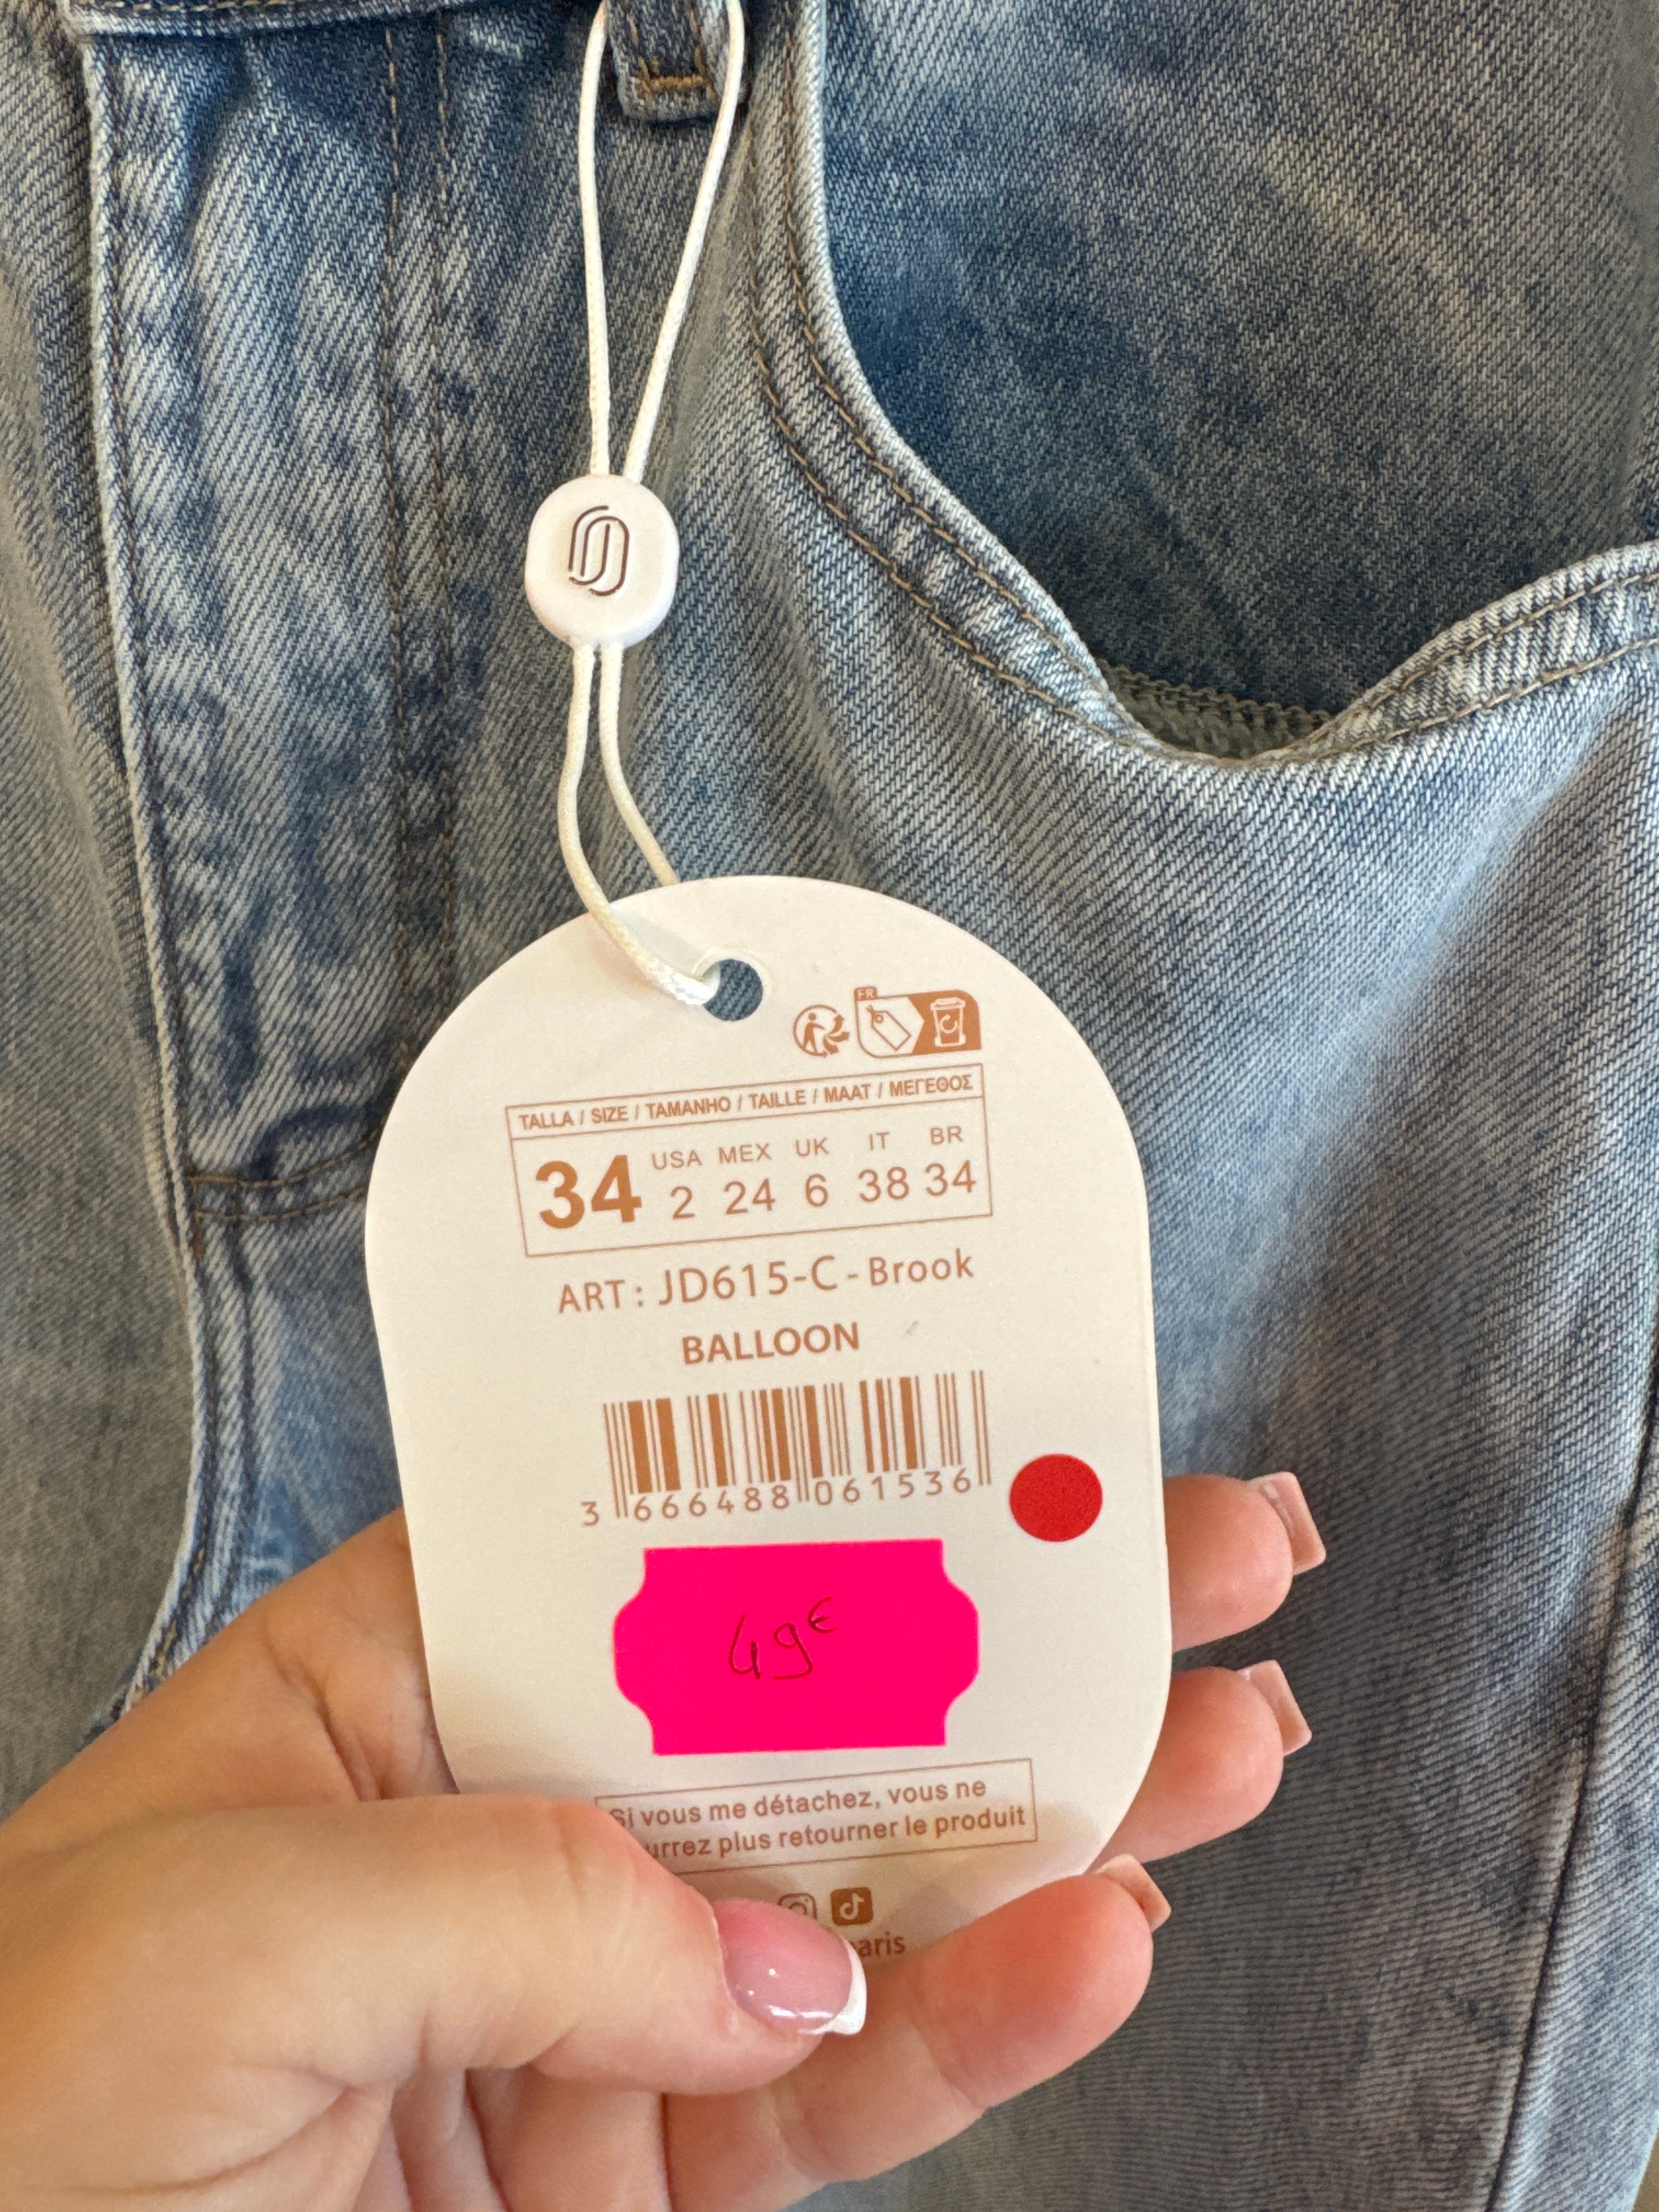 FR
TALLA / SIZE / TAMANHO / TAILLE / MAAT / ΜΕΓΕΘΟΣ
34 USA MEX UK IT BR
2 24 6 38 34
ART : JD615-C - Brook
BALLOON
3 666488 061536
49€
Si vous me détachez, vous ne
plus retourner le produit